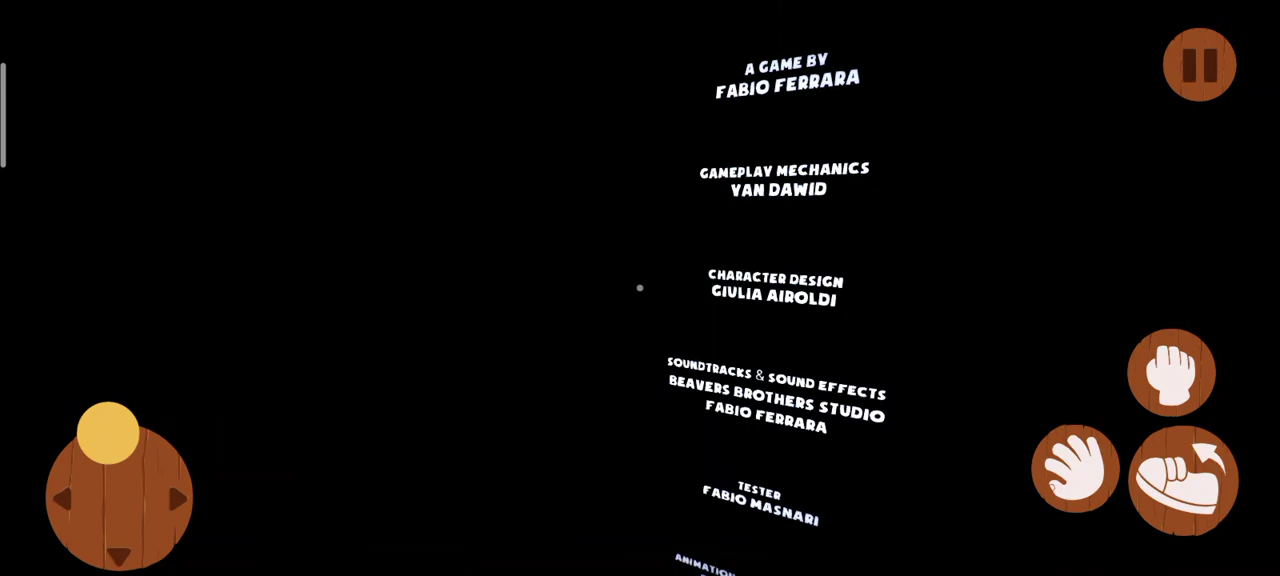 A GAME BY
FABIO FERRARA
GAMEPLAY MECHANICS
YAN DAWID
CHARACTER DESIGN
GIULIA AIROLDI
SOUNDTRACKS & SOUND EFFECTS
BEAVERS BROTHERS STUDIO
FABIO FERRARA
TESTER
FABIO MASNARI
ANIMATION